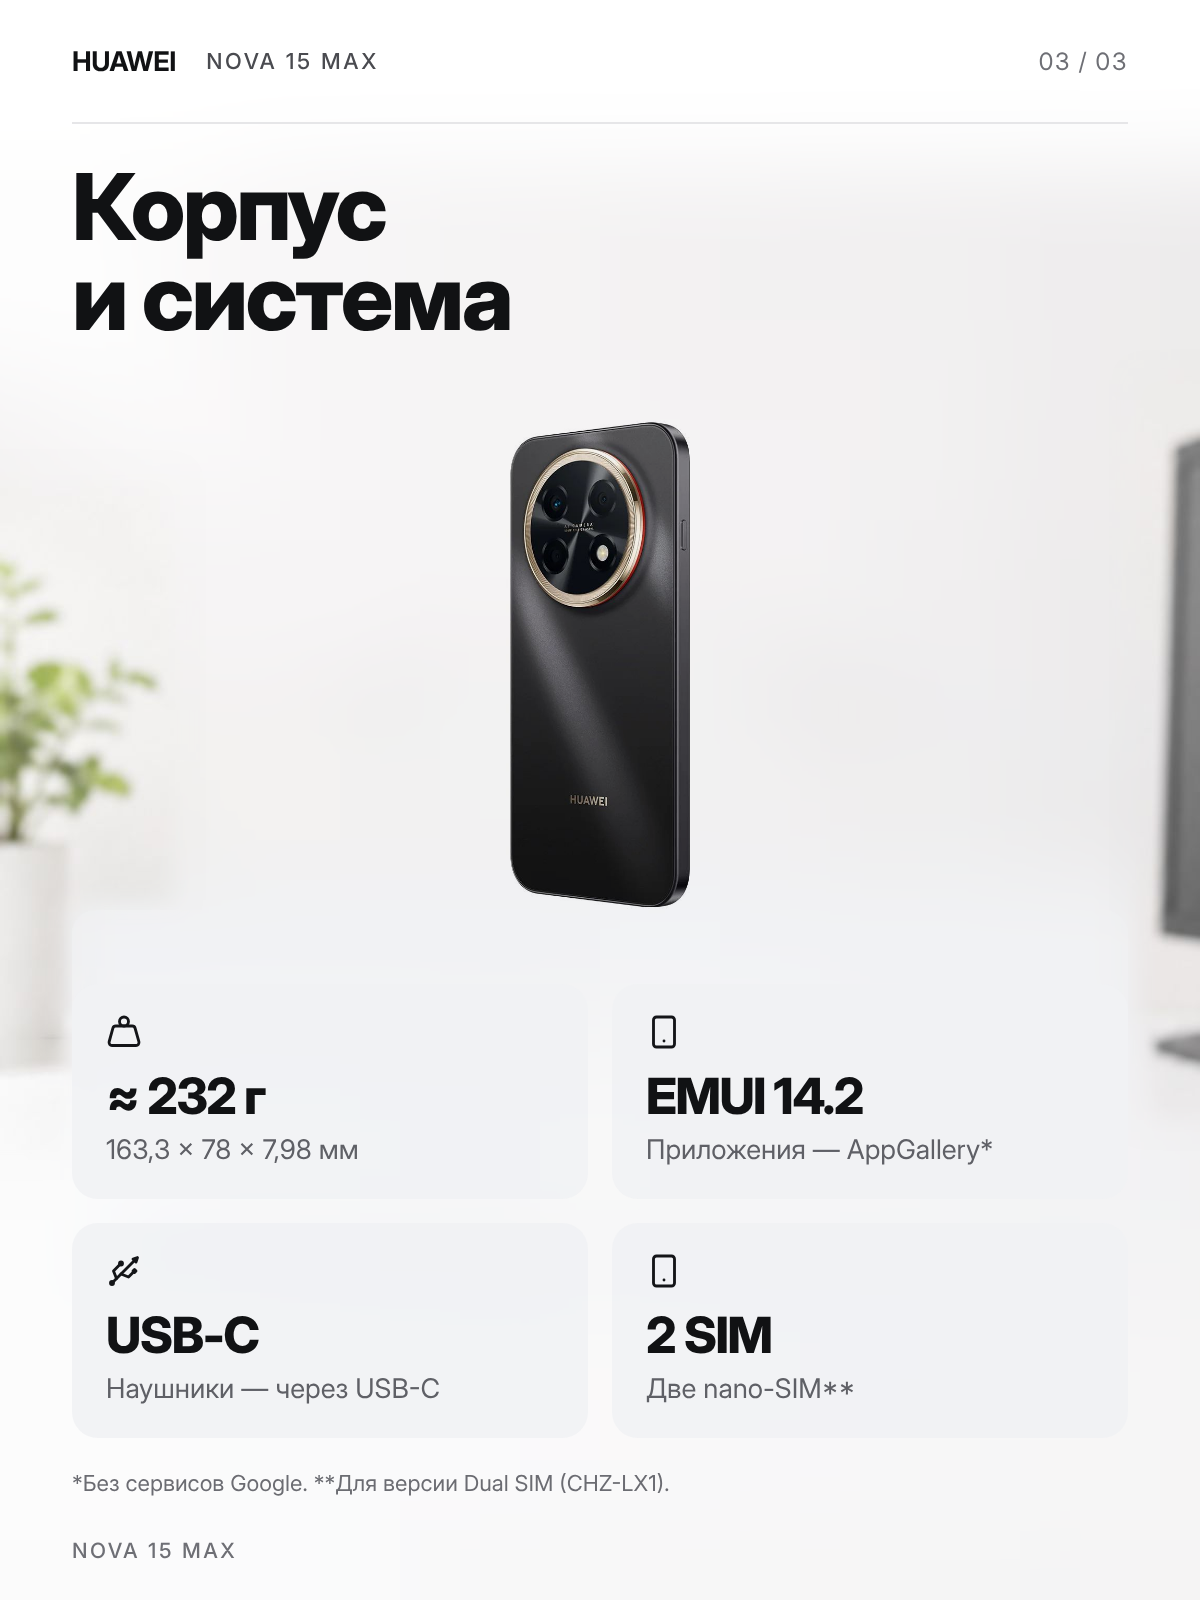 HUAWEI NOVA 15 MAX 03 / 03
Корпус
и система
HUAWEI
≈ 232 г
163,3 × 78 × 7,98 мм
EMUI 14.2
Приложения — AppGallery*
USB-C
Наушники — через USB-C
2 SIM
Две nano-SIM**
*Без сервисов Google. **Для версии Dual SIM (CHZ-LX1).
NOVA 15 MAX